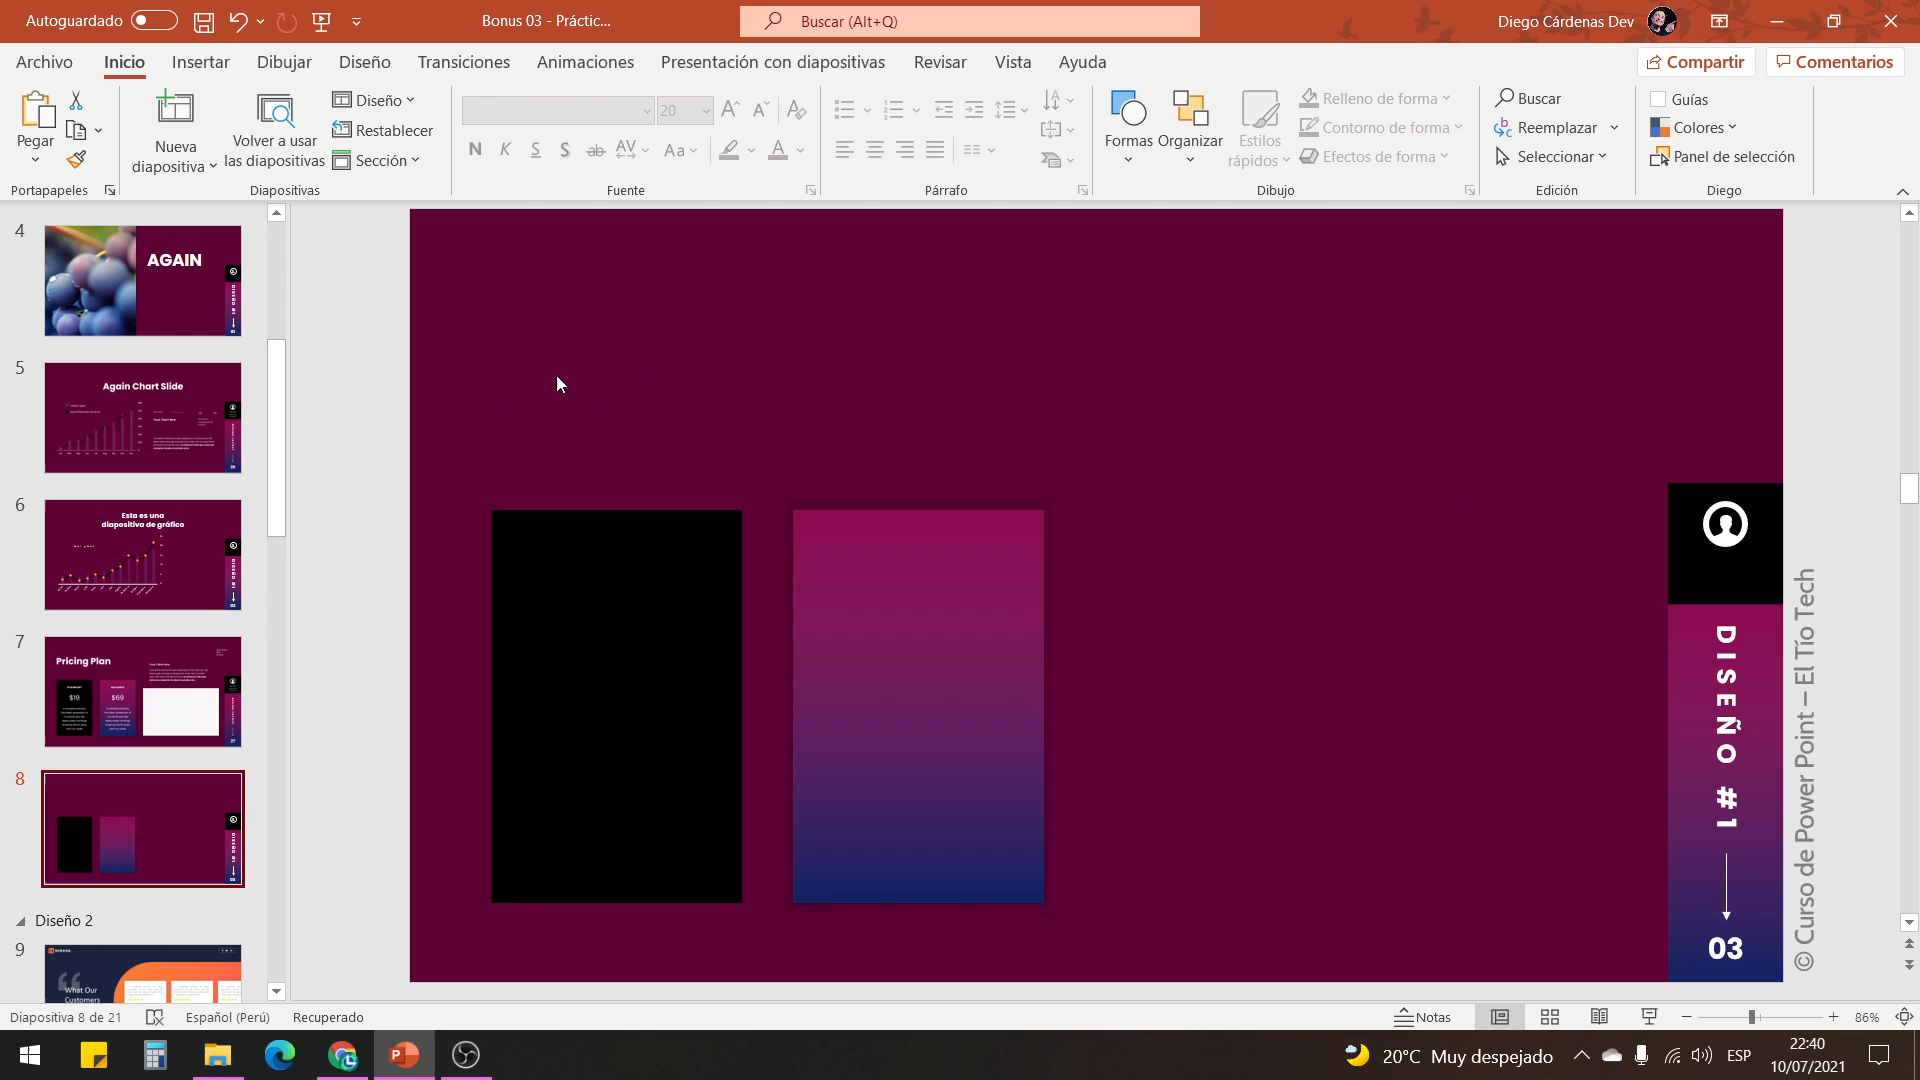 Autoguardado
Bonus 03 - Práctic...
Buscar (Alt+Q)
Diego Cárdenas Dev
Archivo Inicio Insertar Dibujar Diseño Transiciones Animaciones Presentación con diapositivas Revisar Vista Ayuda
Compartir Comentarios
Pegar
Portapapeles
Nueva diapositiva
Volver a usar las diapositivas
Diseño
Restablecer
Sección
Diapositivas
20
N K S S ab AV Aa A
Fuente
Párrafo
Formas Organizar
Estilos rápidos
Relleno de forma
Contorno de forma
Efectos de forma
Dibujo
Buscar
Reemplazar
Seleccionar
Edición
Guías
Colores
Panel de selección
Diego
4
AGAIN
5
Again Chart Slide
6
Esta es una
diapositiva de gráfico
7
Pricing Plan
$19
$69
8
Diseño 2
9
What Our
Customers
DISEÑO #1
03
© Curso de Power Point – El Tío Tech
Diapositiva 8 de 21
Español (Perú)
Recuperado
Notas
86%
20°C Muy despejado
ESP
22:40
10/07/2021